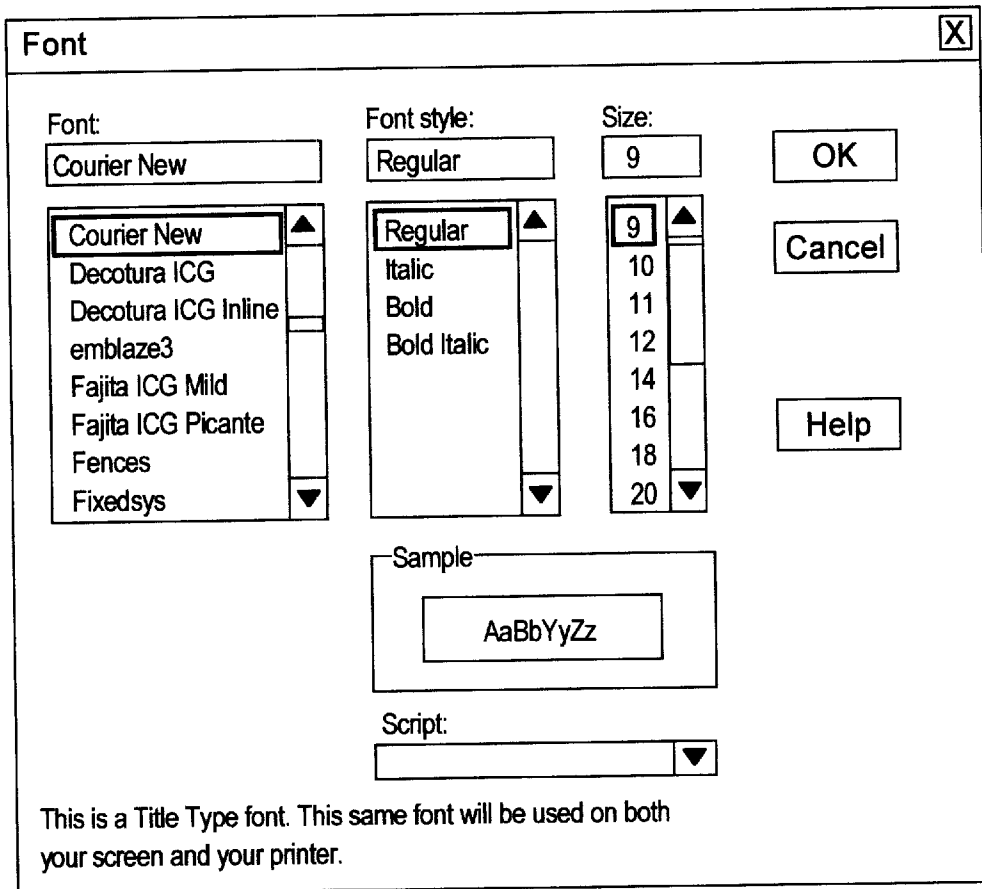 Font X
Font: Font style: Size:
Courier New Regular 9 OK
Courier New Regular 9
Cancel
Decotura ICG Italic 10
Decotura ICG Inline Bold 11
emblaze3 Bold Italic 12
Fajita ICG Mild 14
Fajita ICG Picante 16 Help
Fences 18
Fixedsys 20
Sample
AaBbYyZz
Script:
This is a Title Type font. This same font will be used on both
your screen and your printer.